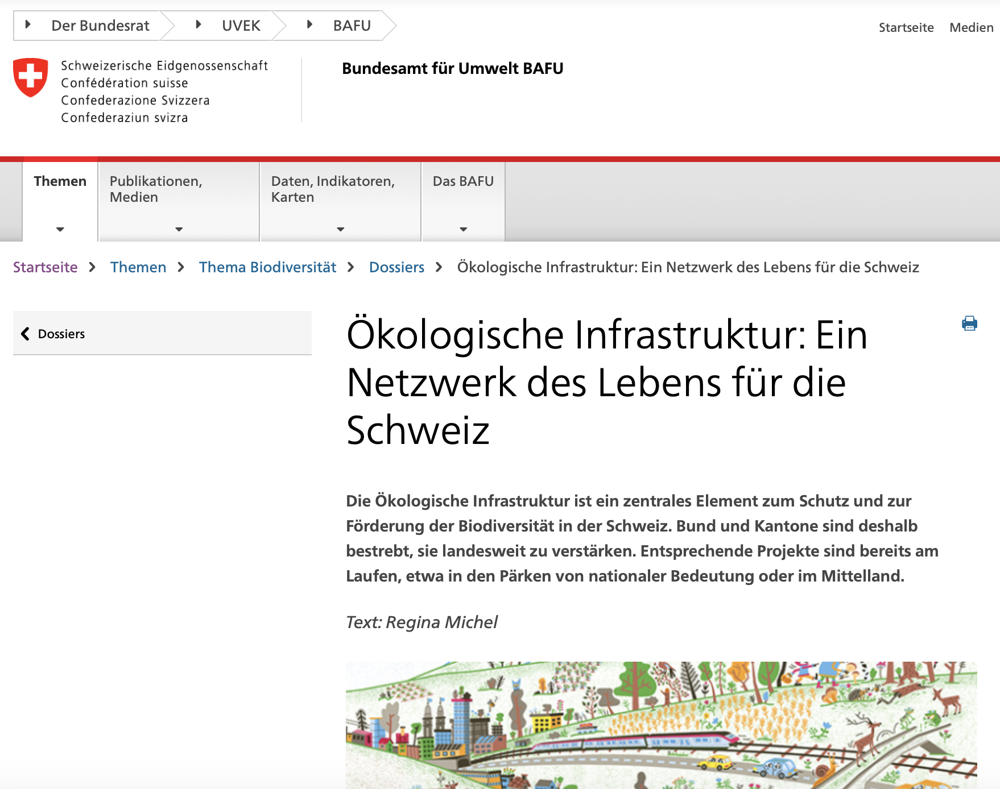 Der Bundesrat
UVEK
BAFU
Startseite
Medien
Schweizerische Eidgenossenschaft
Confédération suisse
Confederazione Svizzera
Confederaziun svizra
Bundesamt für Umwelt BAFU
Themen
Publikationen,
Medien
Daten, Indikatoren,
Karten
Das BAFU
Startseite > Themen > Thema Biodiversität > Dossiers > Ökologische Infrastruktur: Ein Netzwerk des Lebens für die Schweiz
Dossiers
Ökologische Infrastruktur: Ein
Netzwerk des Lebens für die
Schweiz
Die Ökologische Infrastruktur ist ein zentrales Element zum Schutz und zur
Förderung der Biodiversität in der Schweiz. Bund und Kantone sind deshalb
bestrebt, sie landesweit zu verstärken. Entsprechende Projekte sind bereits am
Laufen, etwa in den Pärken von nationaler Bedeutung oder im Mittelland.
Text: Regina Michel